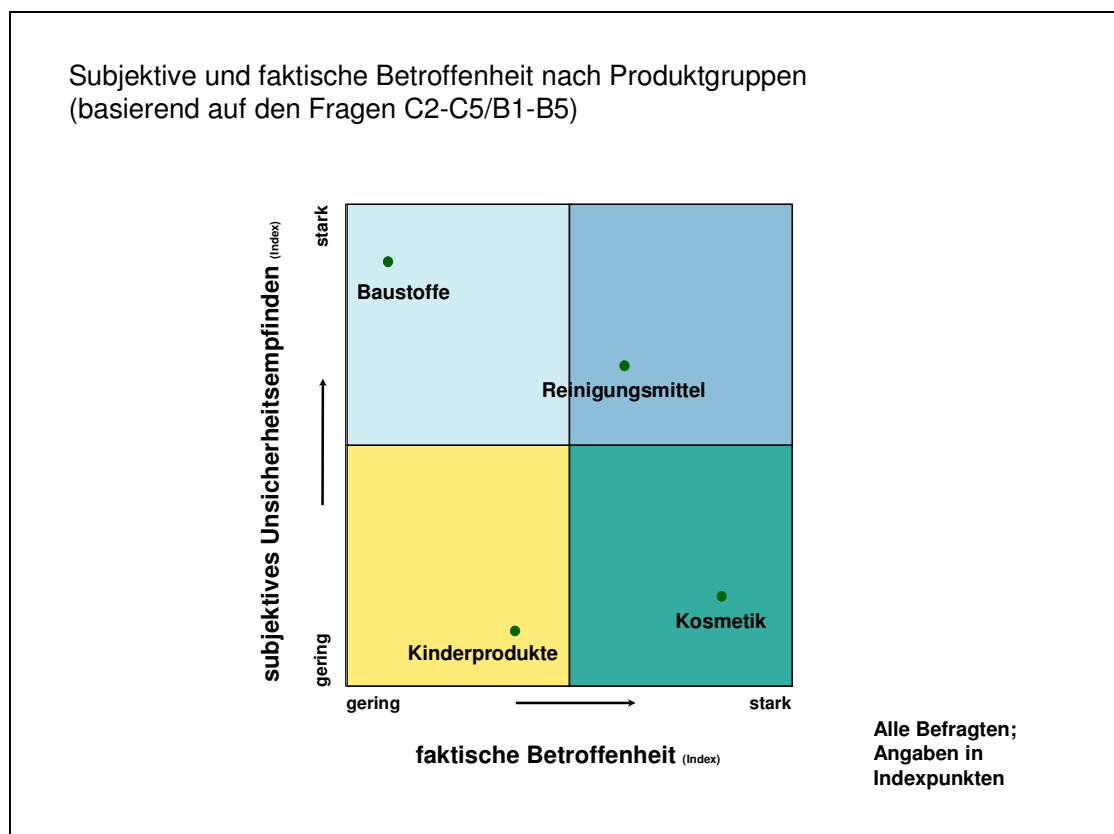 Subjektive und faktische Betroffenheit nach Produktgruppen
(basierend auf den Fragen C2-C5/B1-B5)
subjektives Unsicherheitsempfinden (Index)
stark
gering
Baustoffe
Reinigungsmittel
Kosmetik
Kinderprodukte
gering
stark
faktische Betroffenheit (Index)
Alle Befragten;
Angaben in
Indexpunkten